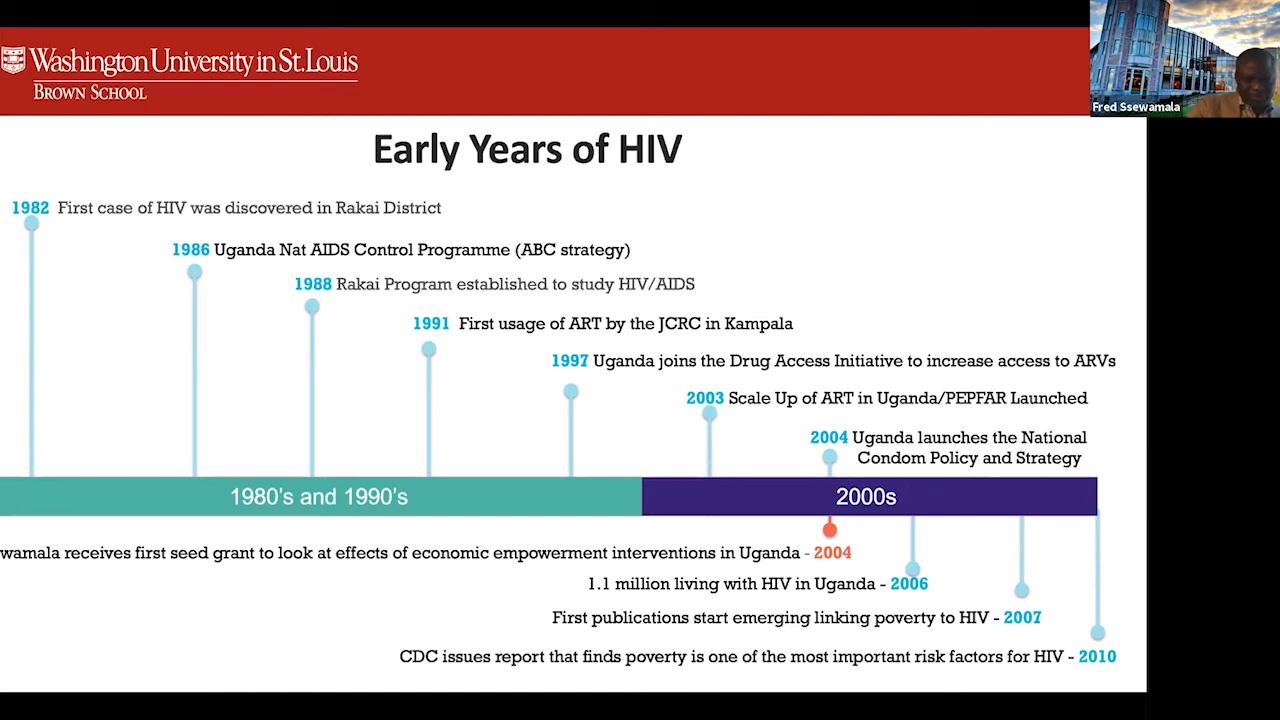 Washington University in St. Louis
BROWN SCHOOL
Fred Ssewamala
Early Years of HIV
1982 First case of HIV was discovered in Rakai District
1986 Uganda Nat AIDS Control Programme (ABC strategy)
1988 Rakai Program established to study HIV/AIDS
1991 First usage of ART by the JCRC in Kampala
1997 Uganda joins the Drug Access Initiative to increase access to ARVs
2003 Scale Up of ART in Uganda/PEPFAR Launched
2004 Uganda launches the National
Condom Policy and Strategy
1980's and 1990's
2000s
wamala receives first seed grant to look at effects of economic empowerment interventions in Uganda - 2004
1.1 million living with HIV in Uganda - 2006
First publications start emerging linking poverty to HIV - 2007
CDC issues report that finds poverty is one of the most important risk factors for HIV - 2010